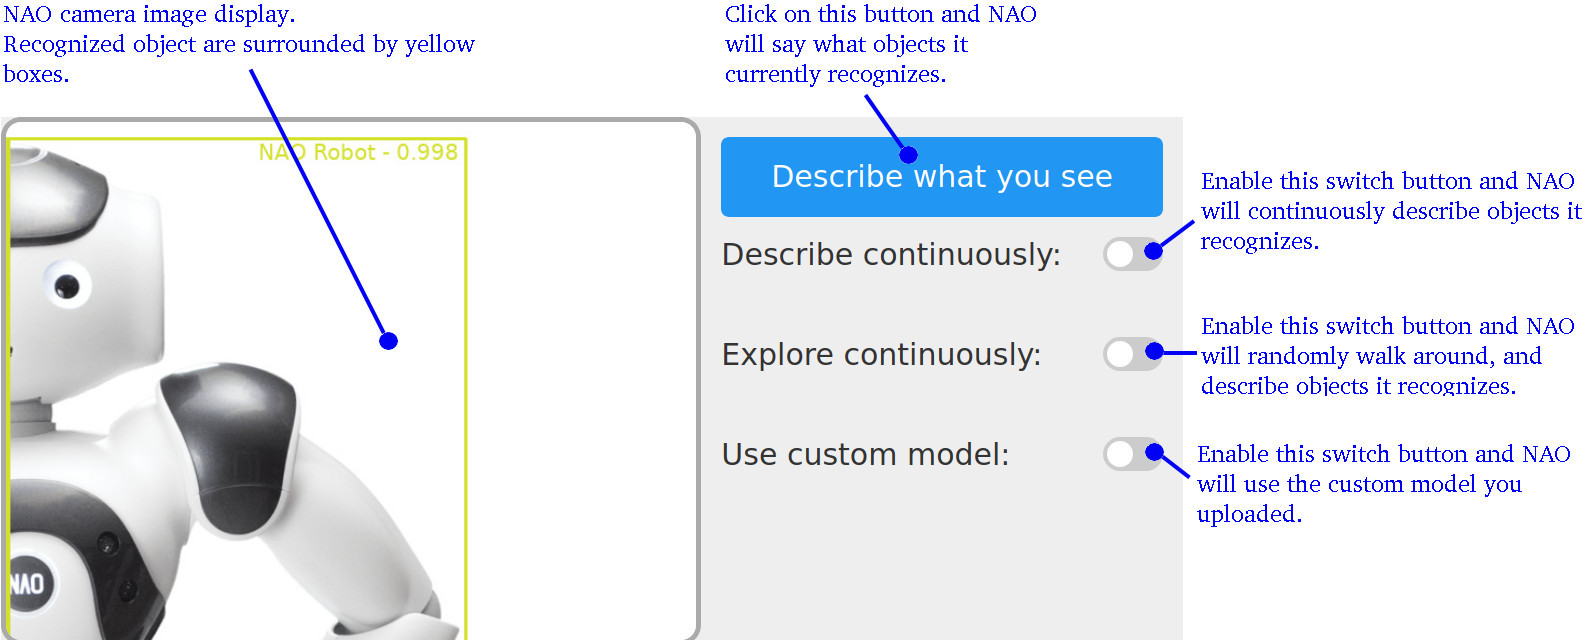 NAO camera image display.
Recognized object are surrounded by yellow
boxes.
Click on this button and NAO
will say what objects it
currently recognizes.
NAO Robot - 0.998
Describe what you see
Enable this switch button and NAO
will continuously describe objects it
recognizes.
Describe continuously:
Enable this switch button and NAO
will randomly walk around, and
describe objects it recognizes.
Explore continuously:
Use custom model:
Enable this switch button and NAO
will use the custom model you
uploaded.
NAO